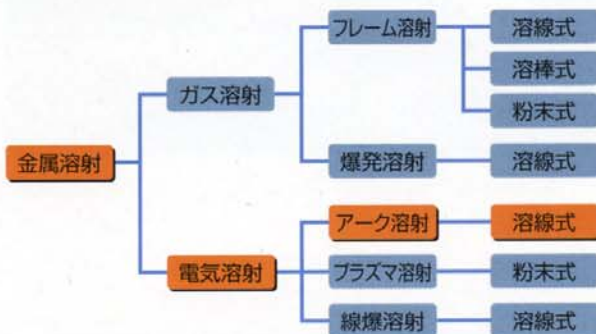 金属溶射
ガス溶射
フレーム溶射
溶線式
溶棒式
粉末式
爆発溶射
溶線式
電気溶射
アーク溶射
溶線式
プラズマ溶射
粉末式
線爆溶射
溶線式